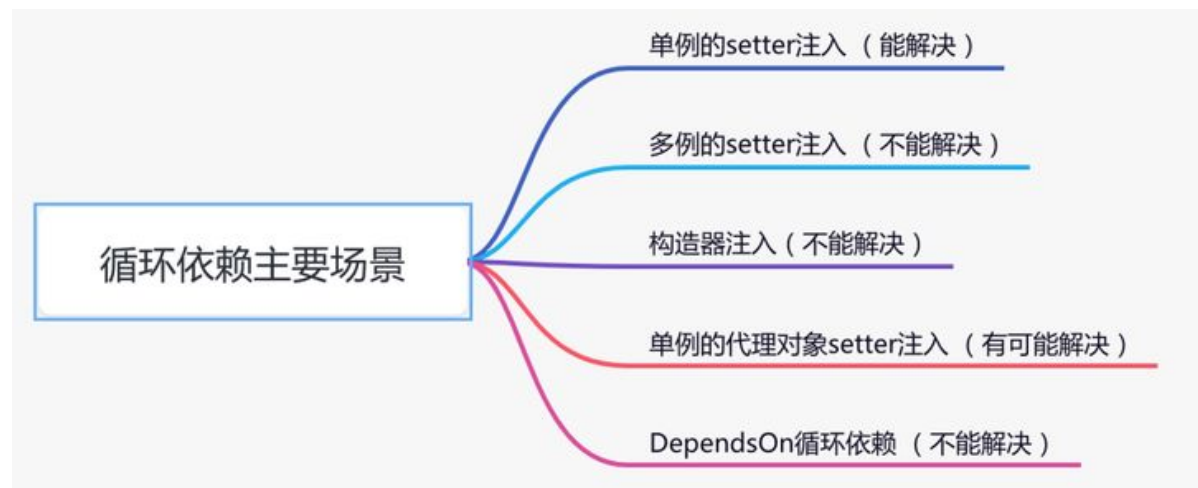 单例的setter注入（能解决）
多例的setter注入（不能解决）
循环依赖主要场景
构造器注入（不能解决）
单例的代理对象setter注入（有可能解决）
DependsOn循环依赖（不能解决）